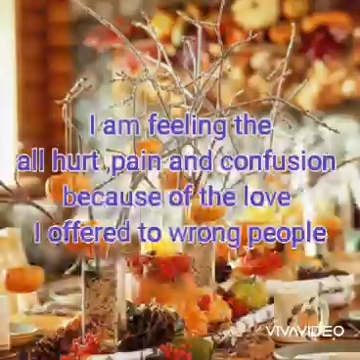 I am feeling the
all hurt ,pain and confusion
because of the love
I offered to wrong people
VIVAVIDEO